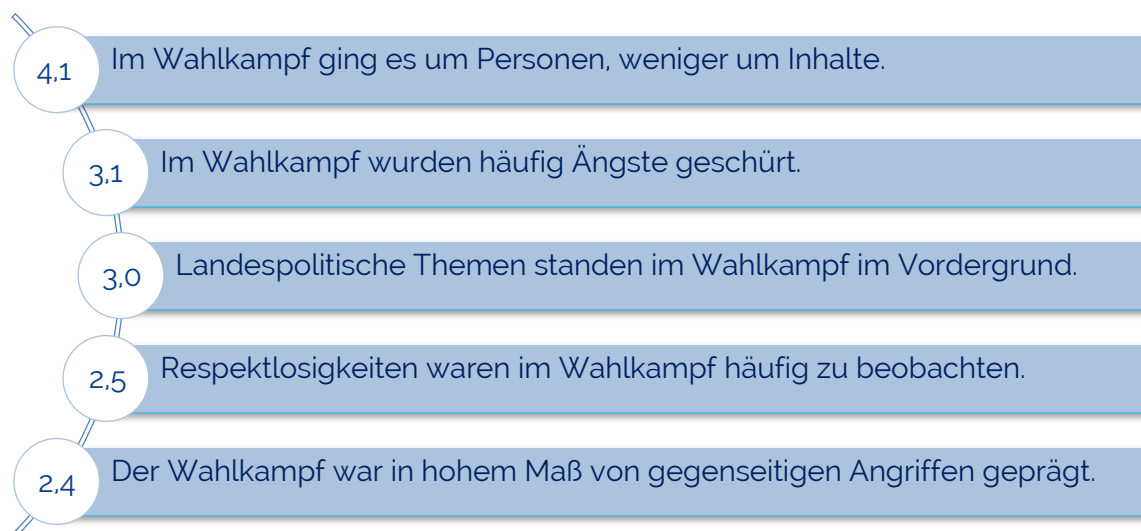 4,1 Im Wahlkampf ging es um Personen, weniger um Inhalte.
3,1 Im Wahlkampf wurden häufig Ängste geschürt.
3,0 Landespolitische Themen standen im Wahlkampf im Vordergrund.
2,5 Respektlosigkeiten waren im Wahlkampf häufig zu beobachten.
2,4 Der Wahlkampf war in hohem Maß von gegenseitigen Angriffen geprägt.